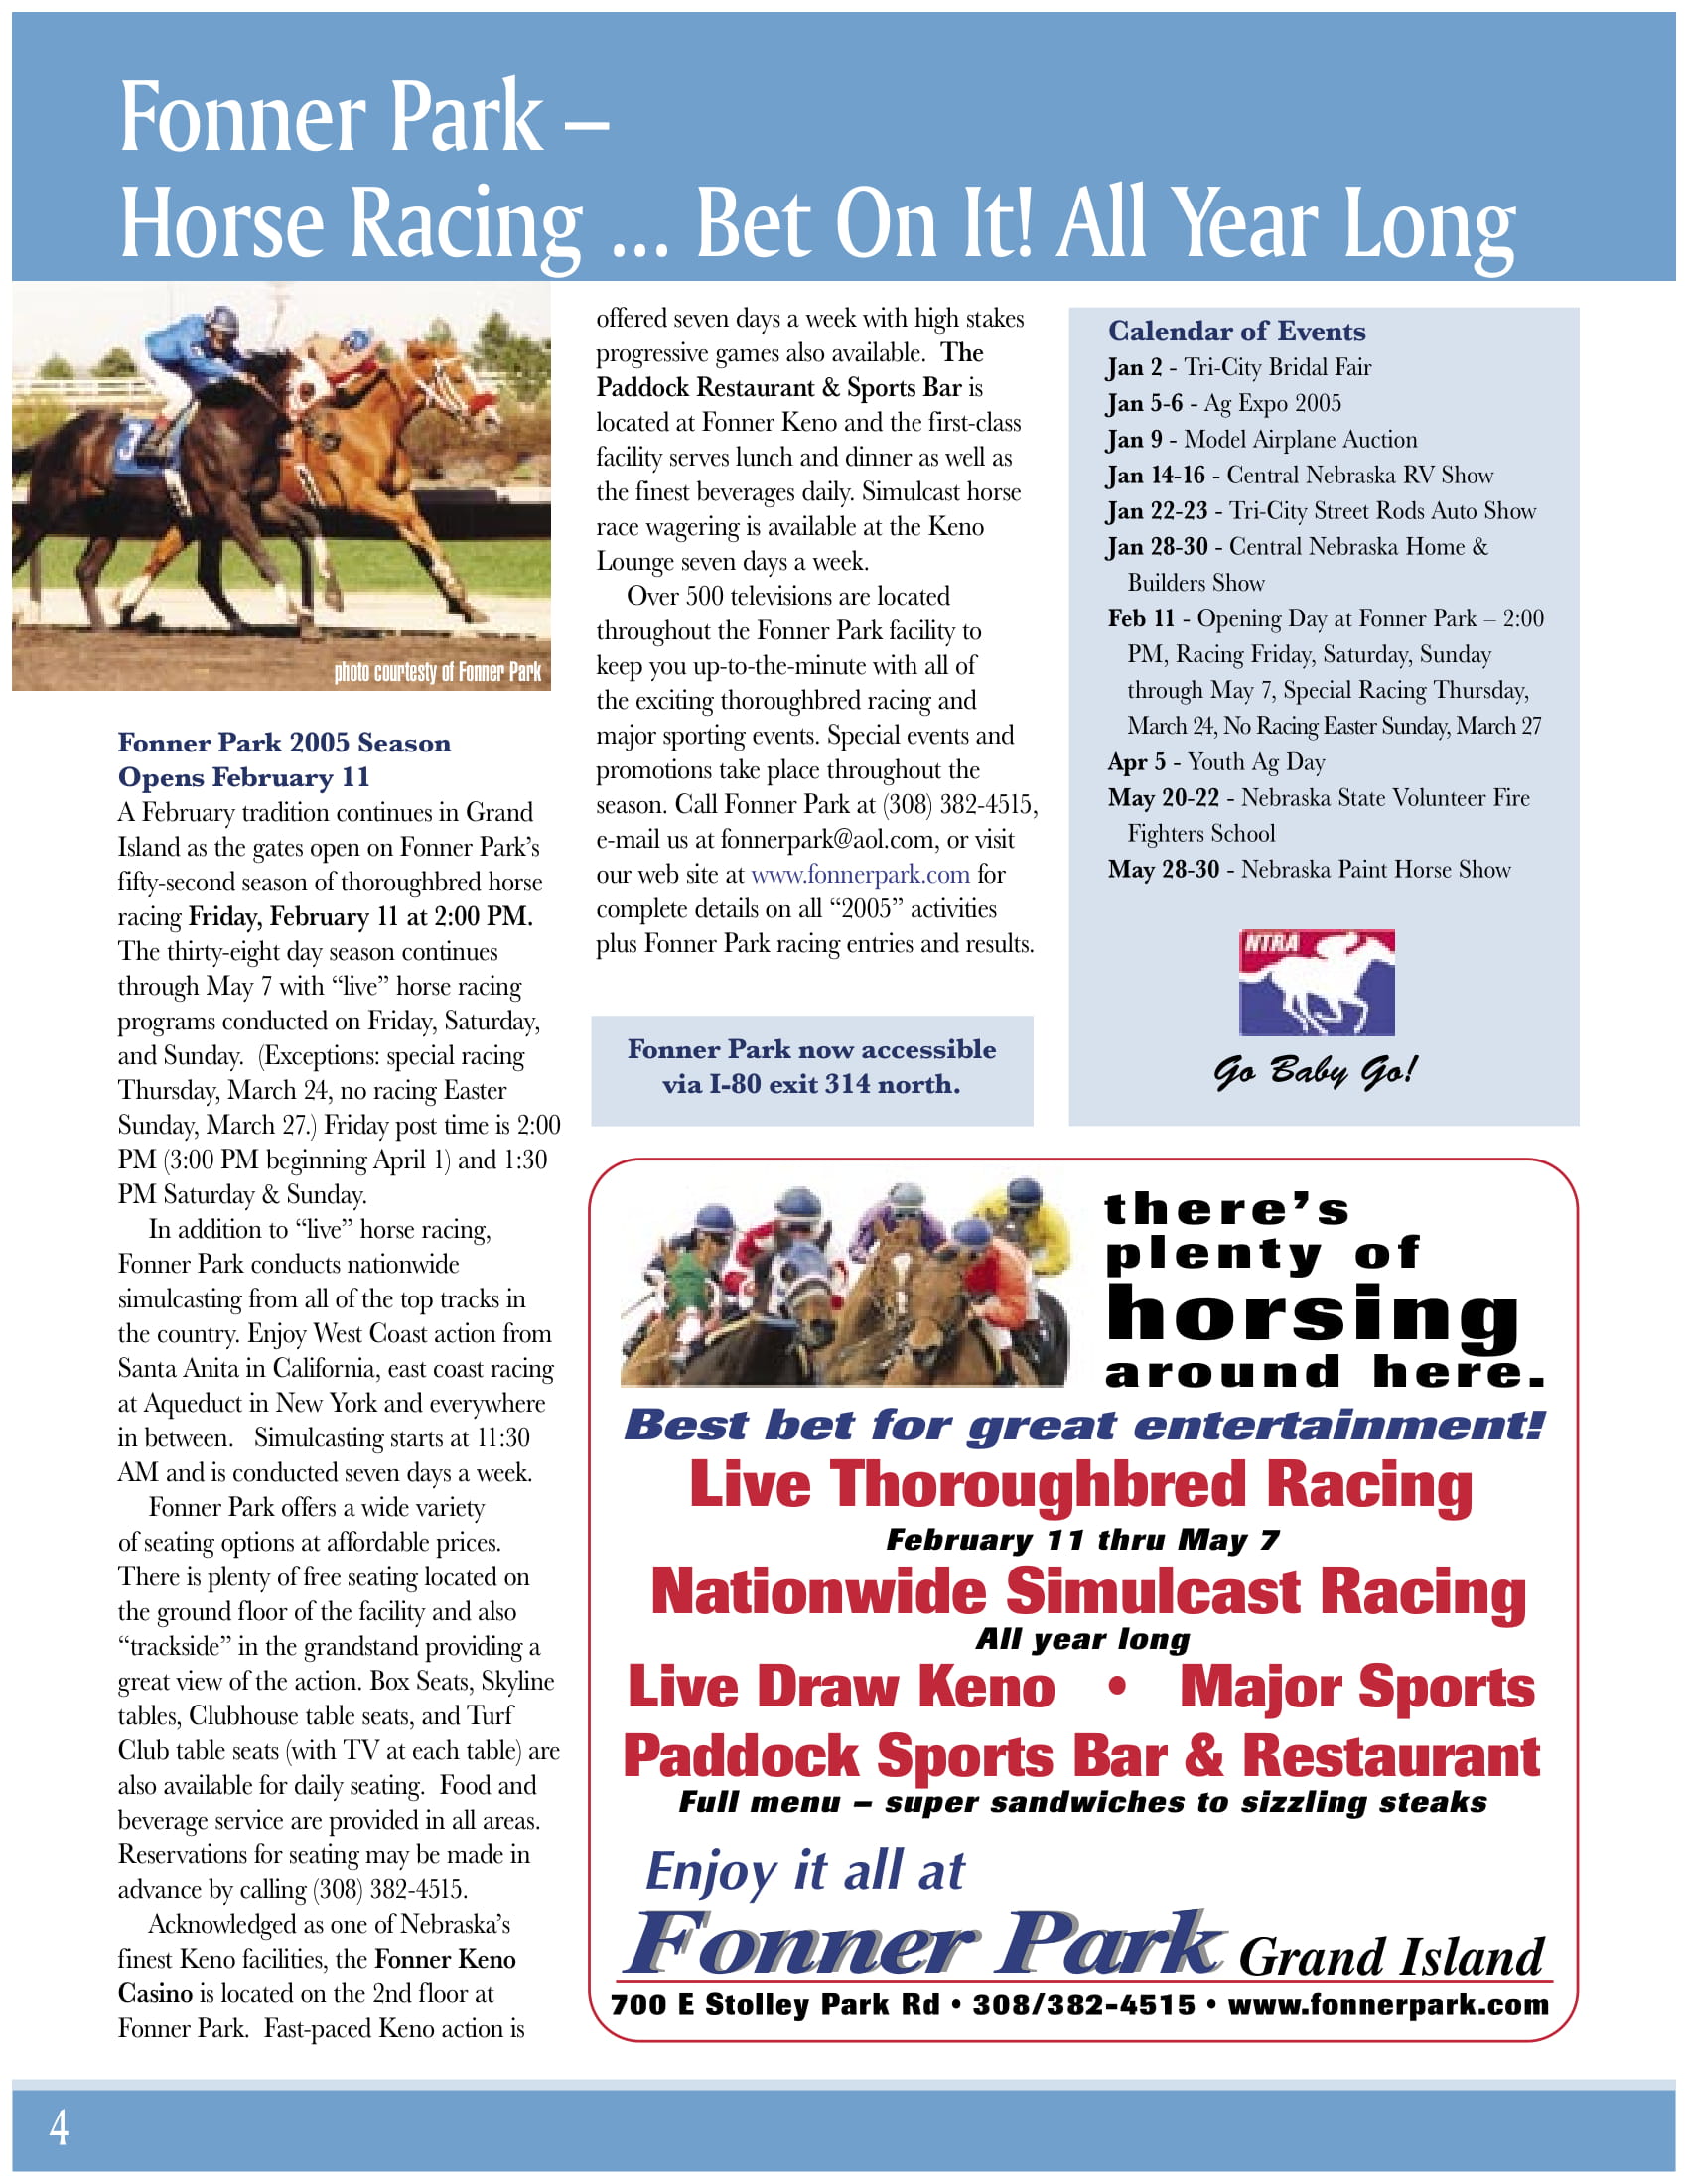 Fonner Park –
Horse Racing ... Bet On It! All Year Long
3
photo courtesty of Fonner Park
Fonner Park 2005 Season
Opens February 11
A February tradition continues in Grand
Island as the gates open on Fonner Park’s
fifty-second season of thoroughbred horse
racing Friday, February 11 at 2:00 PM.
The thirty-eight day season continues
through May 7 with “live” horse racing
programs conducted on Friday, Saturday,
and Sunday.  (Exceptions: special racing
Thursday, March 24, no racing Easter
Sunday, March 27.) Friday post time is 2:00
PM (3:00 PM beginning April 1) and 1:30
PM Saturday & Sunday.
In addition to “live” horse racing,
Fonner Park conducts nationwide
simulcasting from all of the top tracks in
the country. Enjoy West Coast action from
Santa Anita in California, east coast racing
at Aqueduct in New York and everywhere
in between.   Simulcasting starts at 11:30
AM and is conducted seven days a week.
Fonner Park offers a wide variety
of seating options at affordable prices.
There is plenty of free seating located on
the ground floor of the facility and also
“trackside” in the grandstand providing a
great view of the action. Box Seats, Skyline
tables, Clubhouse table seats, and Turf
Club table seats (with TV at each table) are
also available for daily seating.  Food and
beverage service are provided in all areas.
Reservations for seating may be made in
advance by calling (308) 382-4515.
Acknowledged as one of Nebraska’s
finest Keno facilities, the Fonner Keno
Casino is located on the 2nd floor at
Fonner Park.  Fast-paced Keno action is
offered seven days a week with high stakes
progressive games also available.  The
Paddock Restaurant & Sports Bar is
located at Fonner Keno and the first-class
facility serves lunch and dinner as well as
the finest beverages daily. Simulcast horse
race wagering is available at the Keno
Lounge seven days a week.
Over 500 televisions are located
throughout the Fonner Park facility to
keep you up-to-the-minute with all of
the exciting thoroughbred racing and
major sporting events. Special events and
promotions take place throughout the
season. Call Fonner Park at (308) 382-4515,
e-mail us at fonnerpark@aol.com, or visit
our web site at www.fonnerpark.com for
complete details on all “2005” activities
plus Fonner Park racing entries and results.
Fonner Park now accessible
via I-80 exit 314 north.
Calendar of Events
Jan 2 - Tri-City Bridal Fair
Jan 5-6 - Ag Expo 2005
Jan 9 - Model Airplane Auction
Jan 14-16 - Central Nebraska RV Show
Jan 22-23 - Tri-City Street Rods Auto Show
Jan 28-30 - Central Nebraska Home &
Builders Show
Feb 11 - Opening Day at Fonner Park – 2:00
PM, Racing Friday, Saturday, Sunday
through May 7, Special Racing Thursday,
March 24, No Racing Easter Sunday, March 27
Apr 5 - Youth Ag Day
May 20-22 - Nebraska State Volunteer Fire
Fighters School
May 28-30 - Nebraska Paint Horse Show
NTRA
Go Baby Go!
there’s
plenty of
horsing
around here.
Best bet for great entertainment!
Live Thoroughbred Racing
February 11 thru May 7
Nationwide Simulcast Racing
All year long
Live Draw Keno • Major Sports
Paddock Sports Bar & Restaurant
Full menu – super sandwiches to sizzling steaks
Enjoy it all at
Fonner Park Grand Island
700 E Stolley Park Rd • 308/382-4515 • www.fonnerpark.com
4